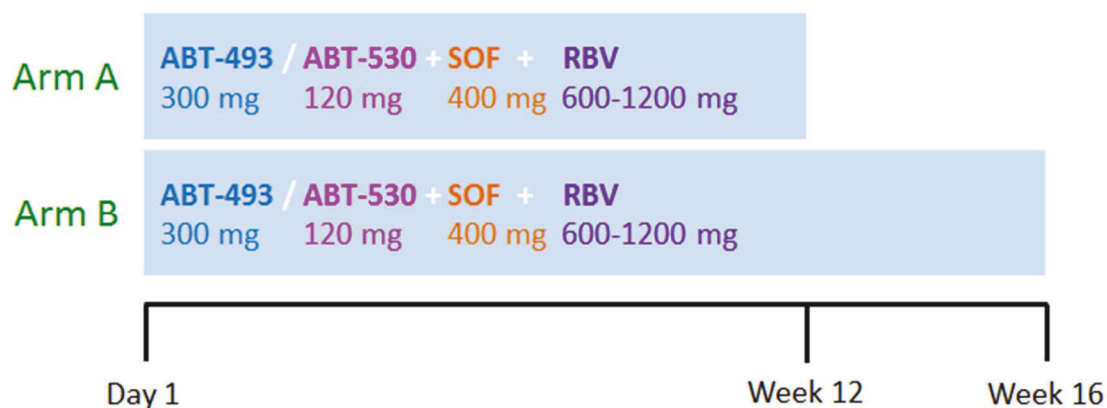 Arm A
ABT-493 / ABT-530 + SOF + RBV
300 mg 120 mg 400 mg 600-1200 mg
Arm B
ABT-493 / ABT-530 + SOF + RBV
300 mg 120 mg 400 mg 600-1200 mg
Day 1 Week 12 Week 16